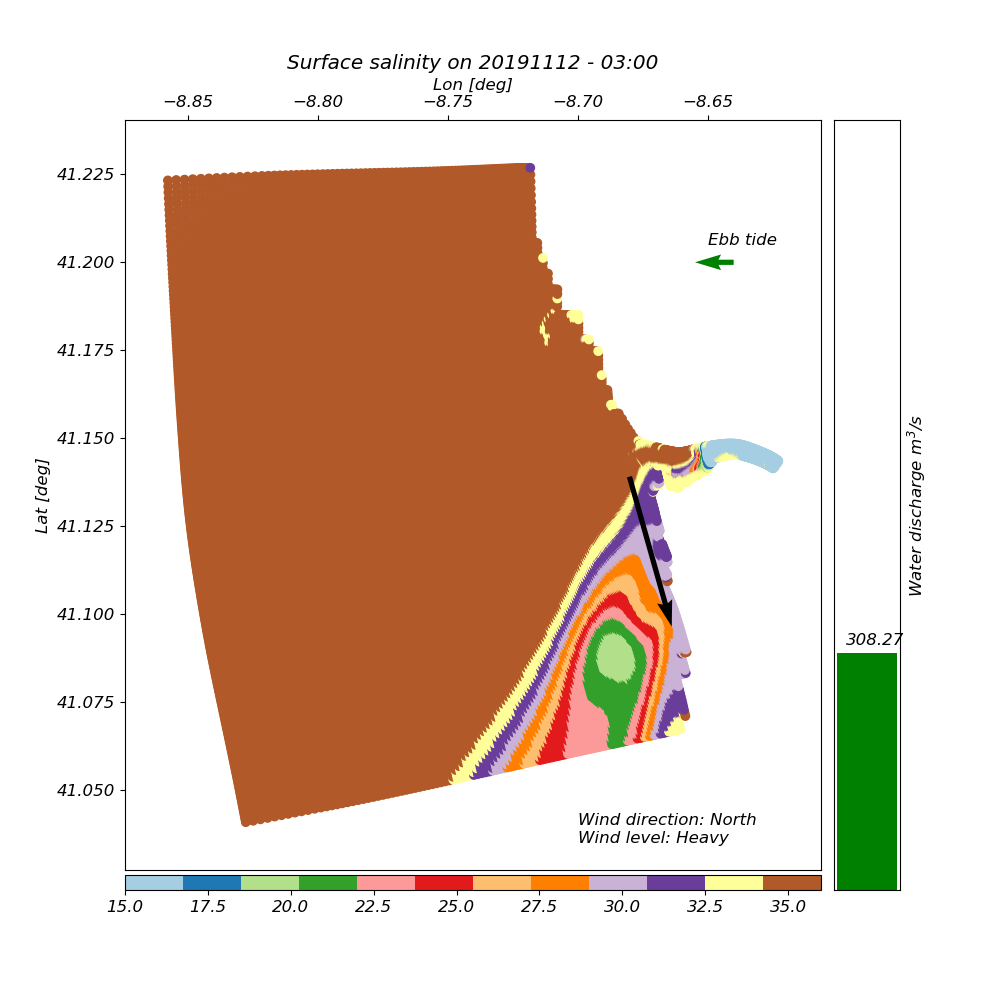 Surface salinity on 20191112 - 03:00
Lon [deg]
−8.85 −8.80 −8.75 −8.70 −8.65
41.225
41.200
41.175
41.150
41.125
41.100
41.075
41.050
Lat [deg]
Ebb tide
Wind direction: North
Wind level: Heavy
308.27
Water discharge m³/s
15.0 17.5 20.0 22.5 25.0 27.5 30.0 32.5 35.0